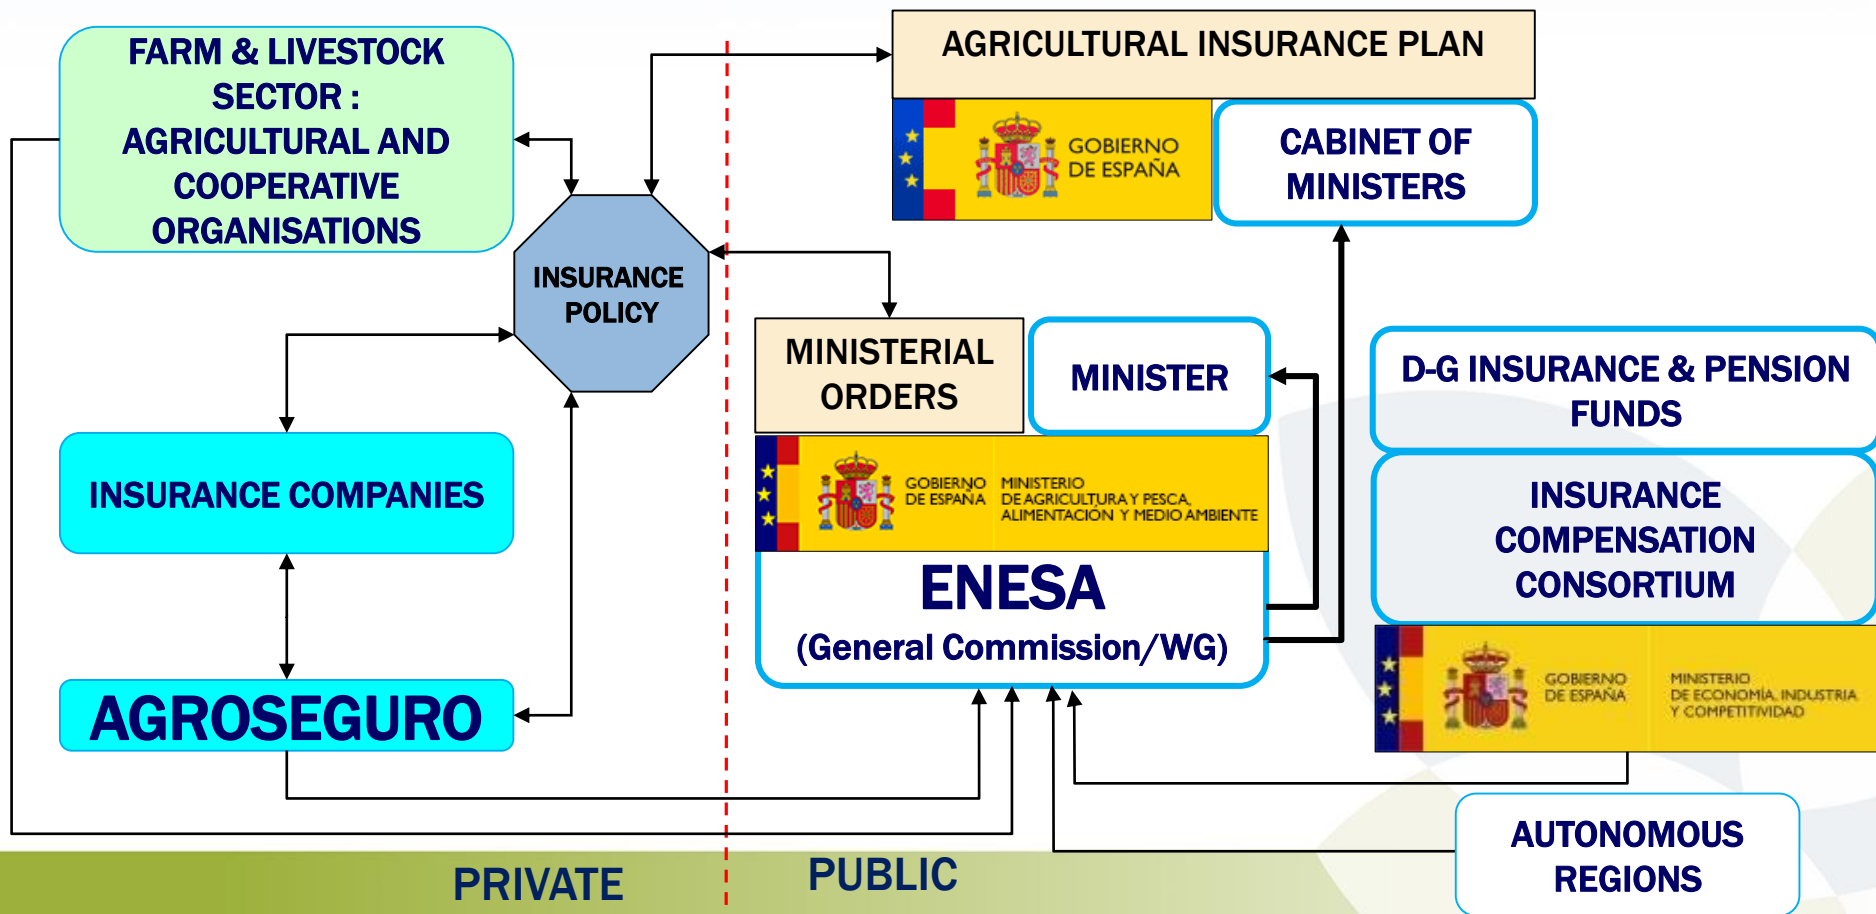 FARM & LIVESTOCK
SECTOR :
AGRICULTURAL AND
COOPERATIVE
ORGANISATIONS
AGRICULTURAL INSURANCE PLAN
GOBIERNO
DE ESPAÑA
CABINET OF
MINISTERS
INSURANCE
POLICY
MINISTERIAL
ORDERS
MINISTER
D-G INSURANCE & PENSION
FUNDS
INSURANCE COMPANIES
GOBIERNO
DE ESPAÑA
MINISTERIO
DE AGRICULTURA Y PESCA,
ALIMENTACIÓN Y MEDIO AMBIENTE
INSURANCE
COMPENSATION
CONSORTIUM
ENESA
(General Commission/WG)
AGROSEGURO
GOBIERNO
DE ESPAÑA
MINISTERIO
DE ECONOMÍA, INDUSTRIA
Y COMPETITIVIDAD
AUTONOMOUS
REGIONS
PRIVATE
PUBLIC